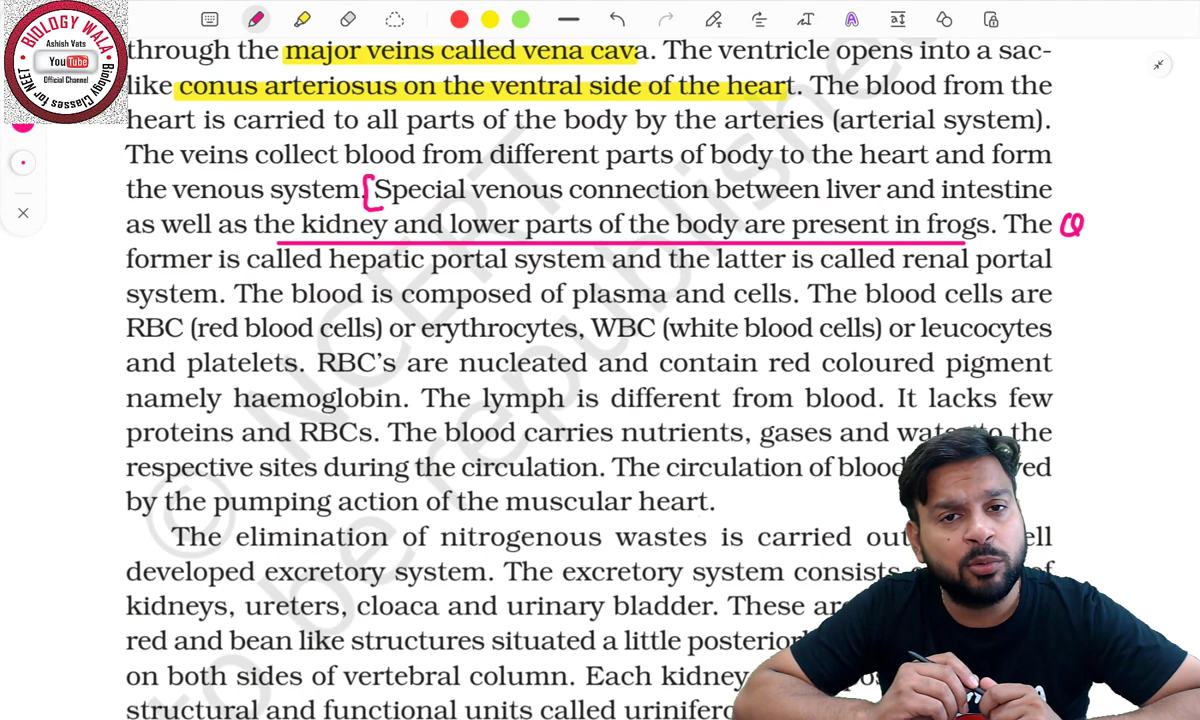 BIOLOGY WALA
Ashish Vats
YouTube
Official Channel
Biology Classes for NEET
through the major veins called vena cava. The ventricle opens into a sac-
like conus arteriosus on the ventral side of the heart. The blood from the
heart is carried to all parts of the body by the arteries (arterial system).
The veins collect blood from different parts of body to the heart and form
the venous system. [Special venous connection between liver and intestine
as well as the kidney and lower parts of the body are present in frogs. The Q
former is called hepatic portal system and the latter is called renal portal
system. The blood is composed of plasma and cells. The blood cells are
RBC (red blood cells) or erythrocytes, WBC (white blood cells) or leucocytes
and platelets. RBC’s are nucleated and contain red coloured pigment
namely haemoglobin. The lymph is different from blood. It lacks few
proteins and RBCs. The blood carries nutrients, gases and water to the
respective sites during the circulation. The circulation of blood
by the pumping action of the muscular heart.
The elimination of nitrogenous wastes is carried out
developed excretory system. The excretory system consists
kidneys, ureters, cloaca and urinary bladder. These
red and bean like structures situated a little
on both sides of vertebral column. Each kidney
structural and functional units called
© NCERT
to be republished